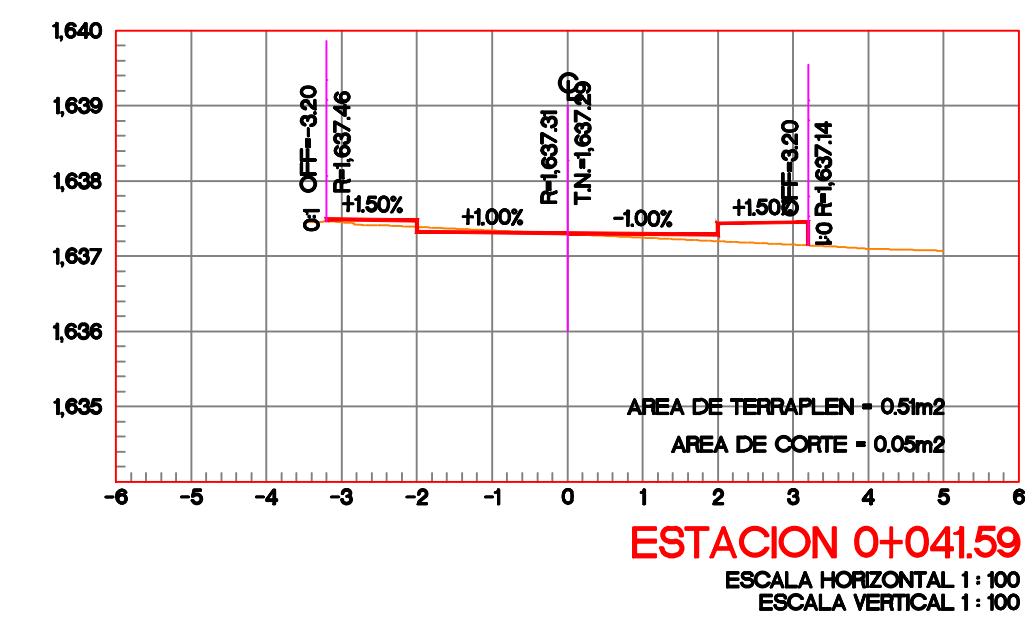 1,640
1,639
1,638
1,637
1,636
1,635
0:1 OFF=-3.20
R=1,637.46
+1.50%
+1.00%
R=1,637.31
T.N.=1,637.29
-1.00%
+1.50%
OFF=3.20
1:0 R=1,637.14
AREA DE TERRAPLEN = 0.51m2
AREA DE CORTE = 0.05m2
-6 -5 -4 -3 -2 -1 0 1 2 3 4 5 6
ESTACION 0+041.59
ESCALA HORIZONTAL 1 : 100
ESCALA VERTICAL 1 : 100